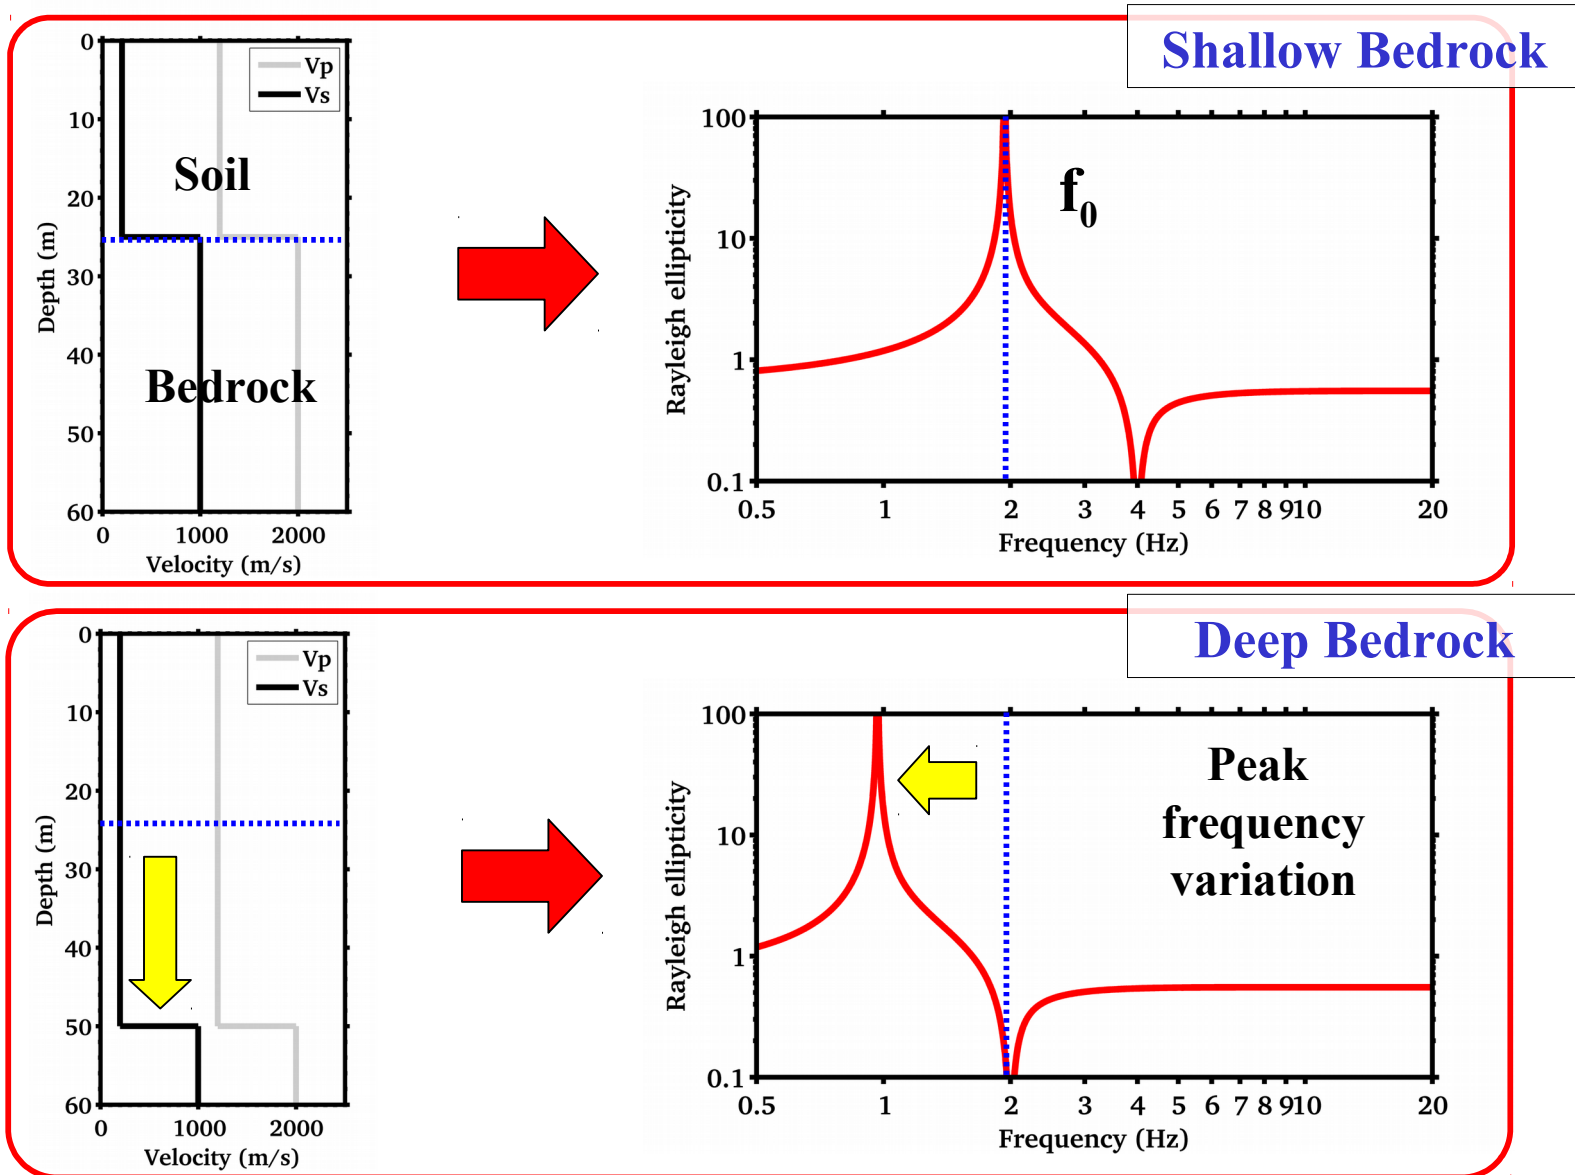 Shallow Bedrock
Vp
Vs
Soil
Bedrock
0
10
20
30
40
50
60
Depth (m)
0 1000 2000
Velocity (m/s)
f0
100
10
1
0.1
Rayleigh ellipticity
0.5 1 2 3 4 5 6 7 8 9 10 20
Frequency (Hz)
Deep Bedrock
Vp
Vs
0
10
20
30
40
50
60
Depth (m)
0 1000 2000
Velocity (m/s)
Peak
frequency
variation
100
10
1
0.1
Rayleigh ellipticity
0.5 1 2 3 4 5 6 7 8 9 10 20
Frequency (Hz)